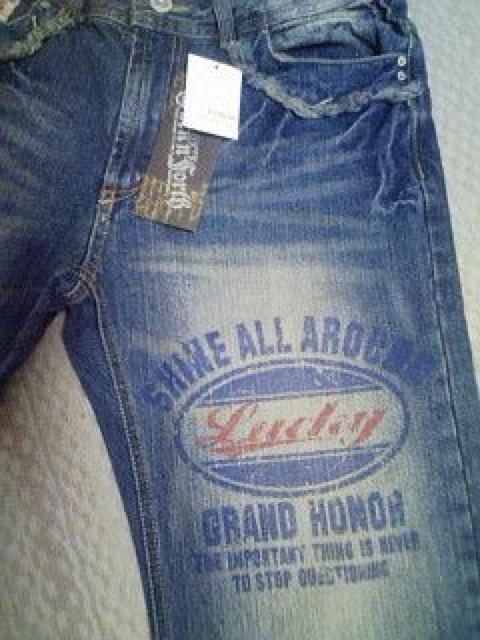 SHINE ALL AROUND
Lucky
GRAND HONOR
THE IMPORTANT THING IS NEVER
TO STOP QUESTIONING